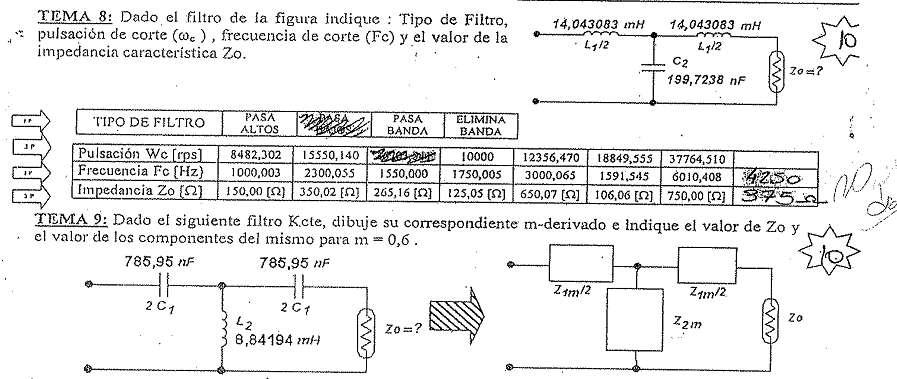 TEMA 8: Dado el filtro de la figura indique : Tipo de Filtro,
pulsación de corte (ωc ) , frecuencia de corte (Fc) y el valor de la
impedancia característica Zo.
14,043083 mH 14,043083 mH
L1/2 L1/2
C2
199,7238 nF
Zo=?
10
TIPO DE FILTRO PASA ALTOS PASA BANDA ELIMINA BANDA
Pulsación Wc [rps] 8482,302 15550,140 10000 12356,470 18849,555 37764,510
Frecuencia Fc [Hz] 1000,003 2300,055 1550,000 1750,005 3000,065 1591,545 6010,408 4250
Impedancia Zo [Ω] 150,00 [Ω] 350,02 [Ω] 265,16 [Ω] 125,05 [Ω] 650,07 [Ω] 106,06 [Ω] 750,00 [Ω] 375 Ω
TEMA 9: Dado el siguiente filtro K.cte, dibuje su correspondiente m-derivado e indique el valor de Zo y
el valor de los componentes del mismo para m = 0,6 .
10
785,95 nF 785,95 nF
2 C1 2 C1
L2
8,84194 mH
Zo=?
Z1m/2 Z1m/2
Z2m
Zo